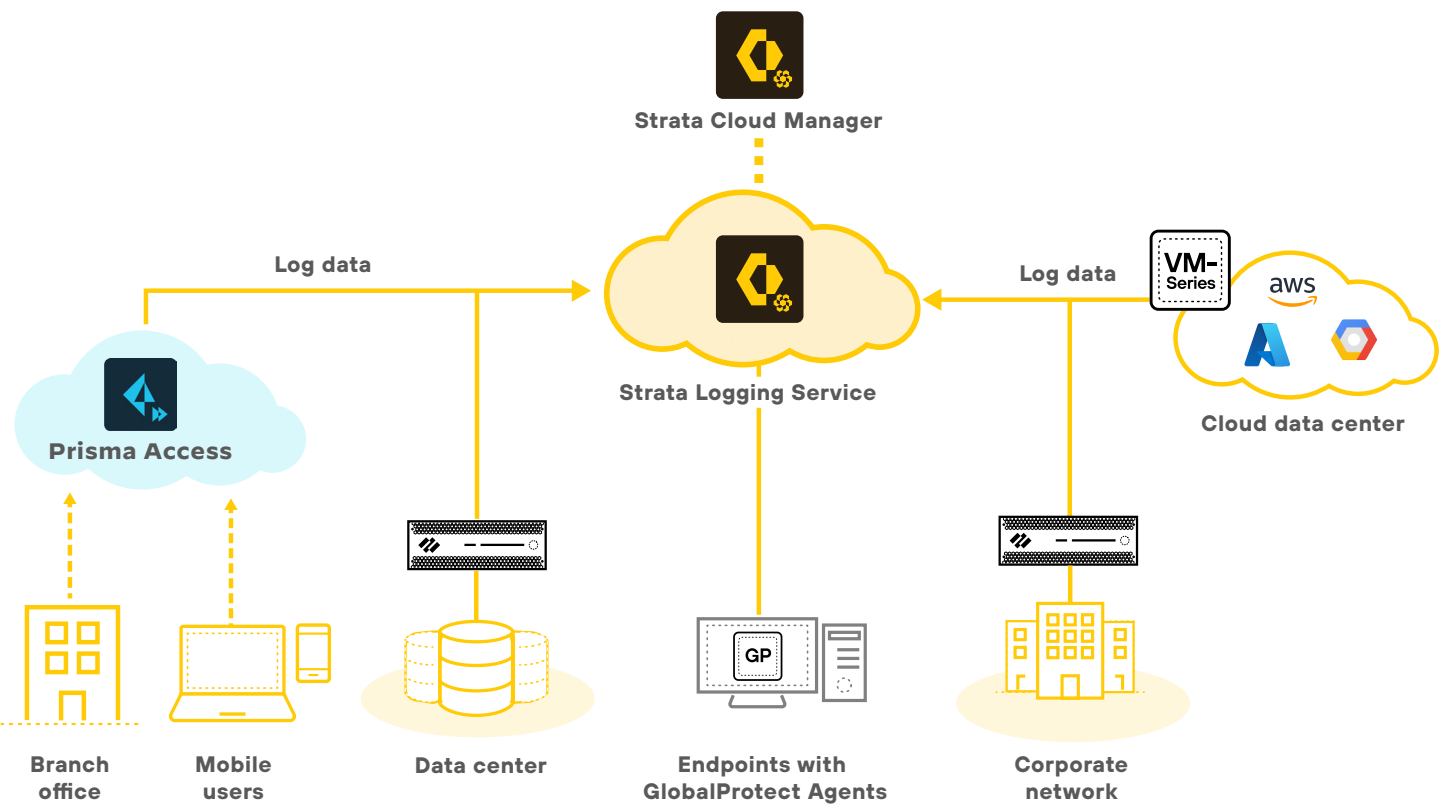 Strata Cloud Manager
Log data
Log data
VM-
Series
aws
Strata Logging Service
Cloud data center
Prisma Access
GP
Branch
office
Mobile
users
Data center
Endpoints with
GlobalProtect Agents
Corporate
network